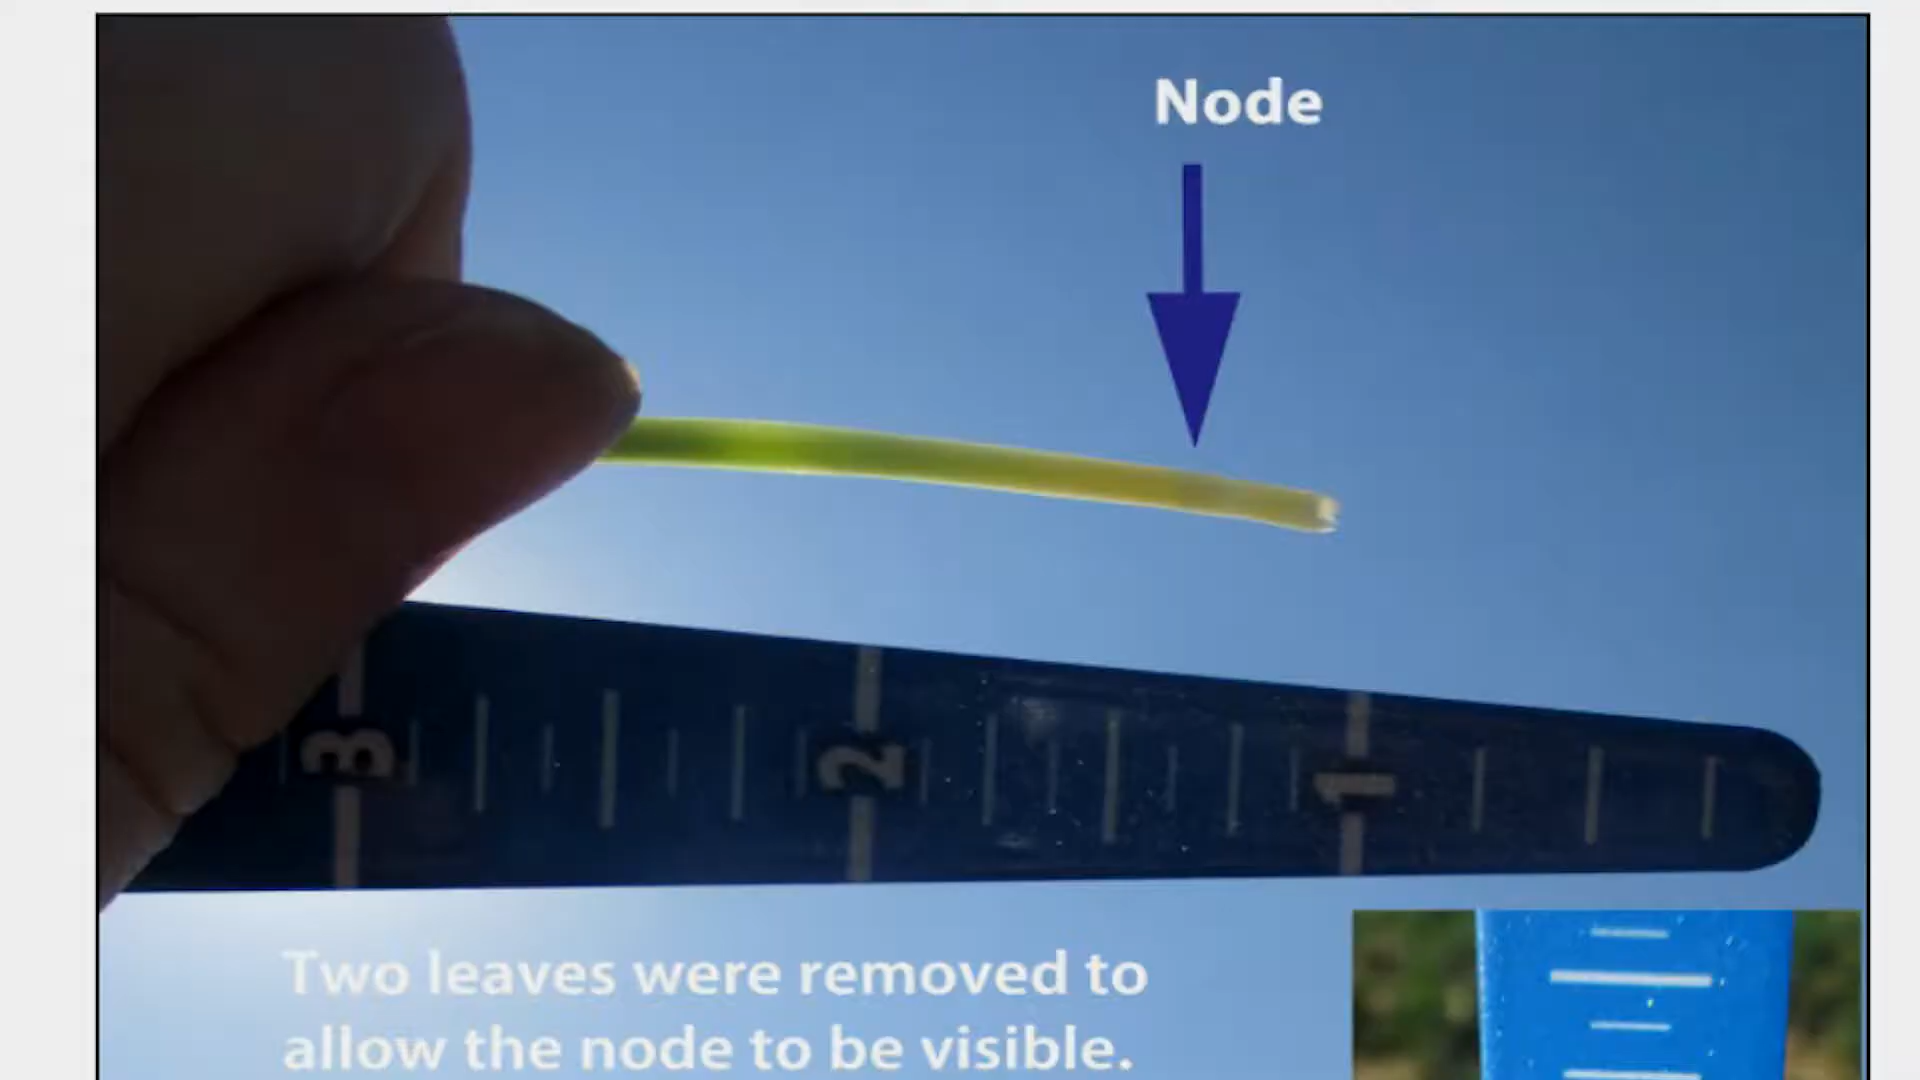 Node
3 2 1
Two leaves were removed to
allow the node to be visible.